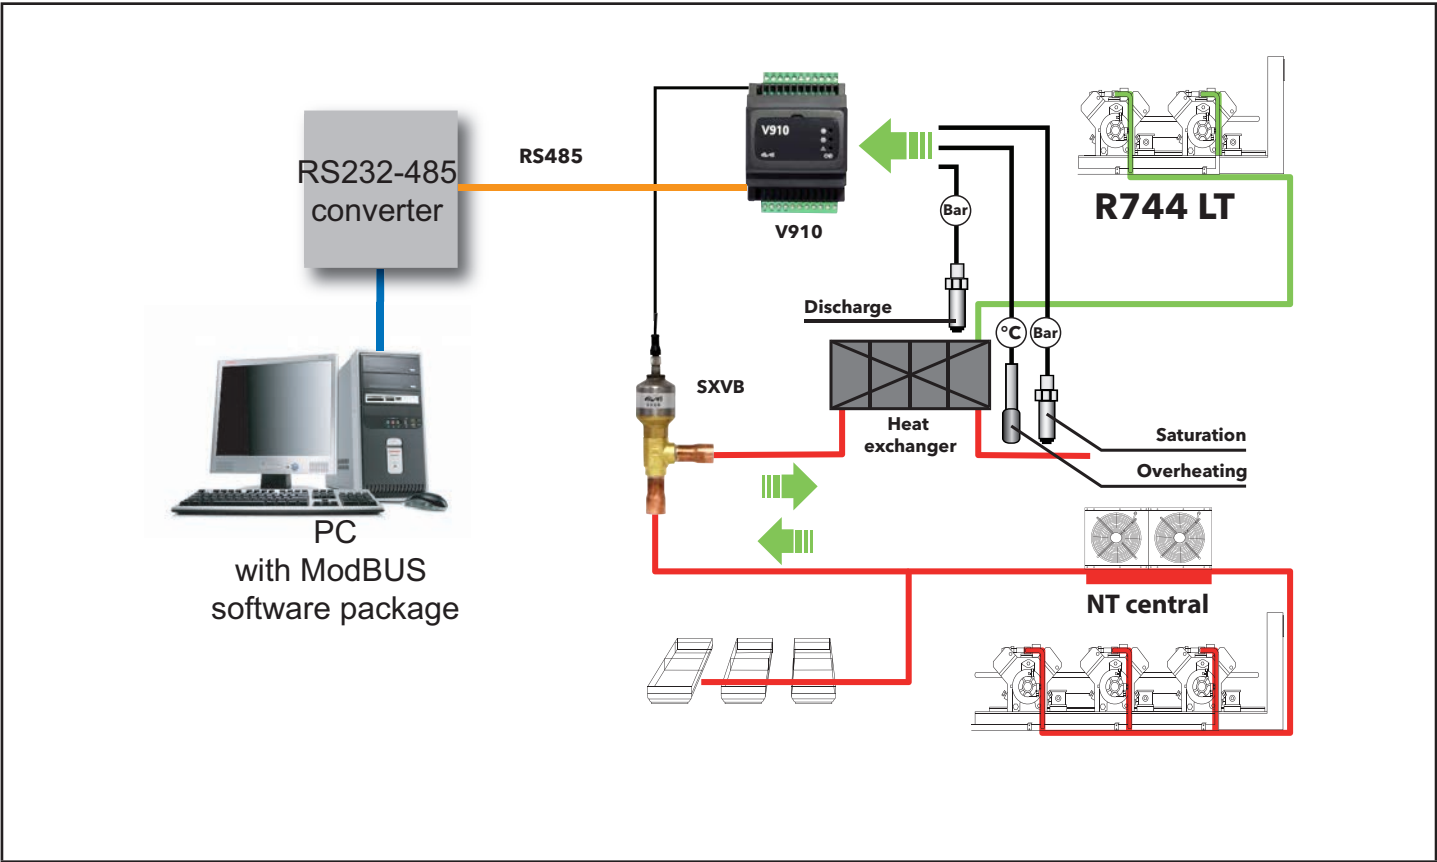 RS232-485
converter
RS485
V910
V910
Bar
R744 LT
Discharge
°C
Bar
SXVB
Heat
exchanger
Saturation
Overheating
PC
with ModBUS
software package
NT central